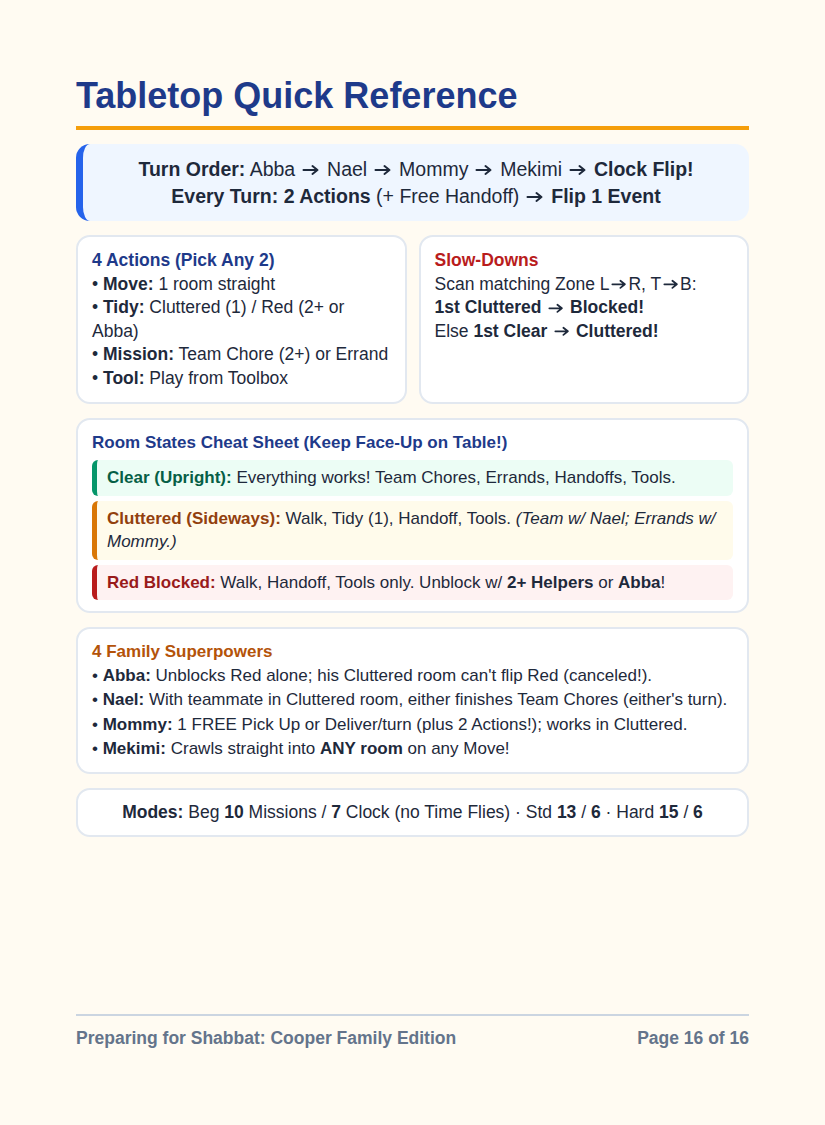 Tabletop Quick Reference
Turn Order: Abba → Nael → Mommy → Mekimi → Clock Flip!
Every Turn: 2 Actions (+ Free Handoff) → Flip 1 Event
4 Actions (Pick Any 2)
• Move: 1 room straight
• Tidy: Cluttered (1) / Red (2+ or
Abba)
• Mission: Team Chore (2+) or Errand
• Tool: Play from Toolbox
Slow-Downs
Scan matching Zone L→R, T→B:
1st Cluttered → Blocked!
Else 1st Clear → Cluttered!
Room States Cheat Sheet (Keep Face-Up on Table!)
Clear (Upright): Everything works! Team Chores, Errands, Handoffs, Tools.
Cluttered (Sideways): Walk, Tidy (1), Handoff, Tools. (Team w/ Nael; Errands w/
Mommy.)
Red Blocked: Walk, Handoff, Tools only. Unblock w/ 2+ Helpers or Abba!
4 Family Superpowers
• Abba: Unblocks Red alone; his Cluttered room can't flip Red (canceled!).
• Nael: With teammate in Cluttered room, either finishes Team Chores (either's turn).
• Mommy: 1 FREE Pick Up or Deliver/turn (plus 2 Actions!); works in Cluttered.
• Mekimi: Crawls straight into ANY room on any Move!
Modes: Beg 10 Missions / 7 Clock (no Time Flies) · Std 13 / 6 · Hard 15 / 6
Preparing for Shabbat: Cooper Family Edition
Page 16 of 16